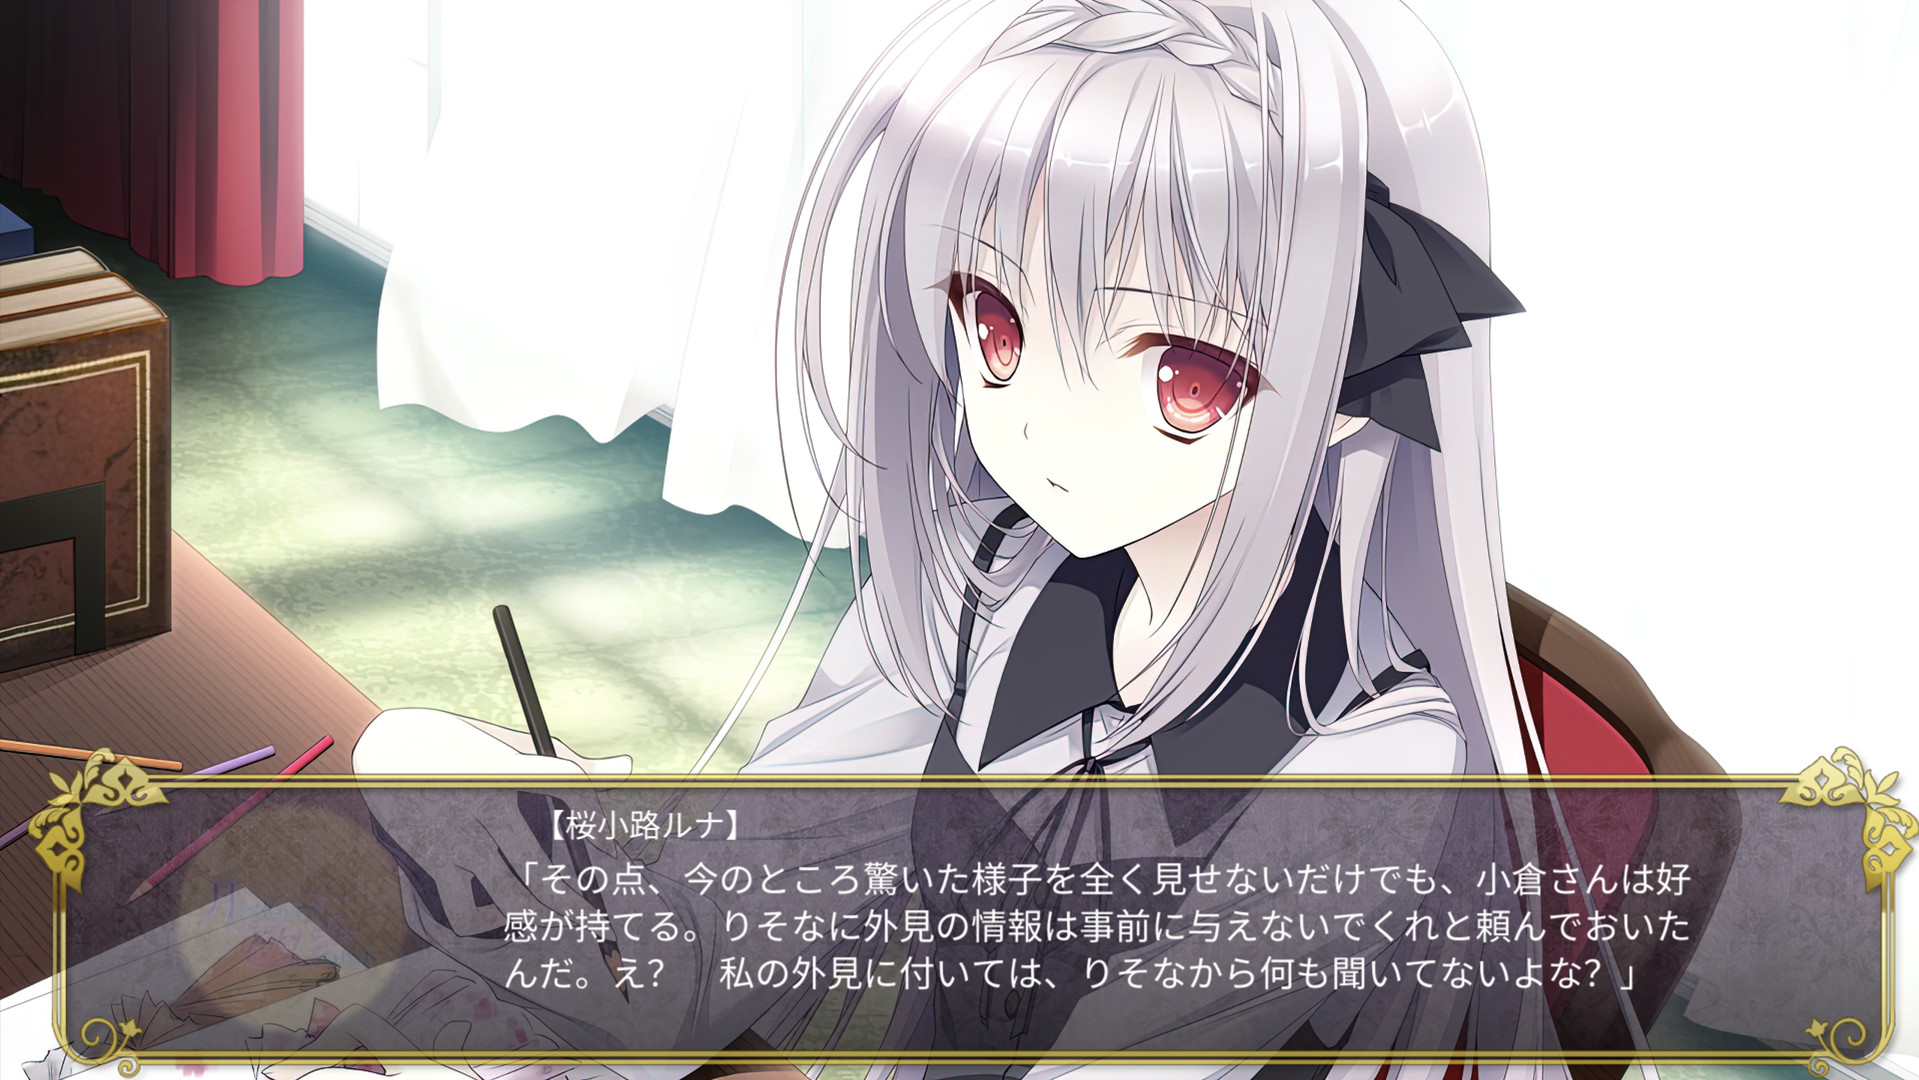 【桜小路ルナ】
「その点、今のところ驚いた様子を全く見せないだけでも、小倉さんは好
感が持てる。りそなに外見の情報は事前に与えないでくれと頼んでおいた
んだ。え？　私の外見に付いては、りそなから何も聞いてないよな？」